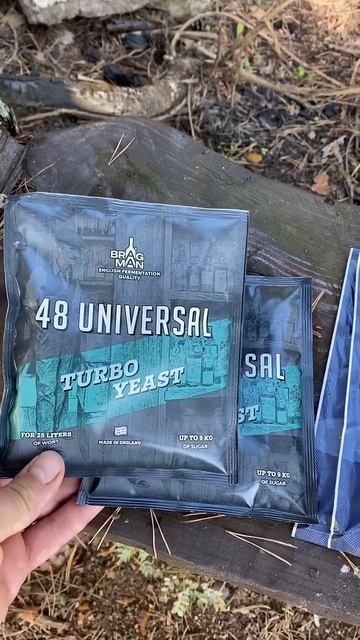 BRAG
MAN
ENGLISH FERMENTATION
QUALITY
48 UNIVERSAL
TURBO
YEAST
FOR 25 LITERS
OF WORT
MADE IN ENGLAND
UP TO 9 KG
OF SUGAR
SAL
ST
UP TO 9 KG
OF SUGAR